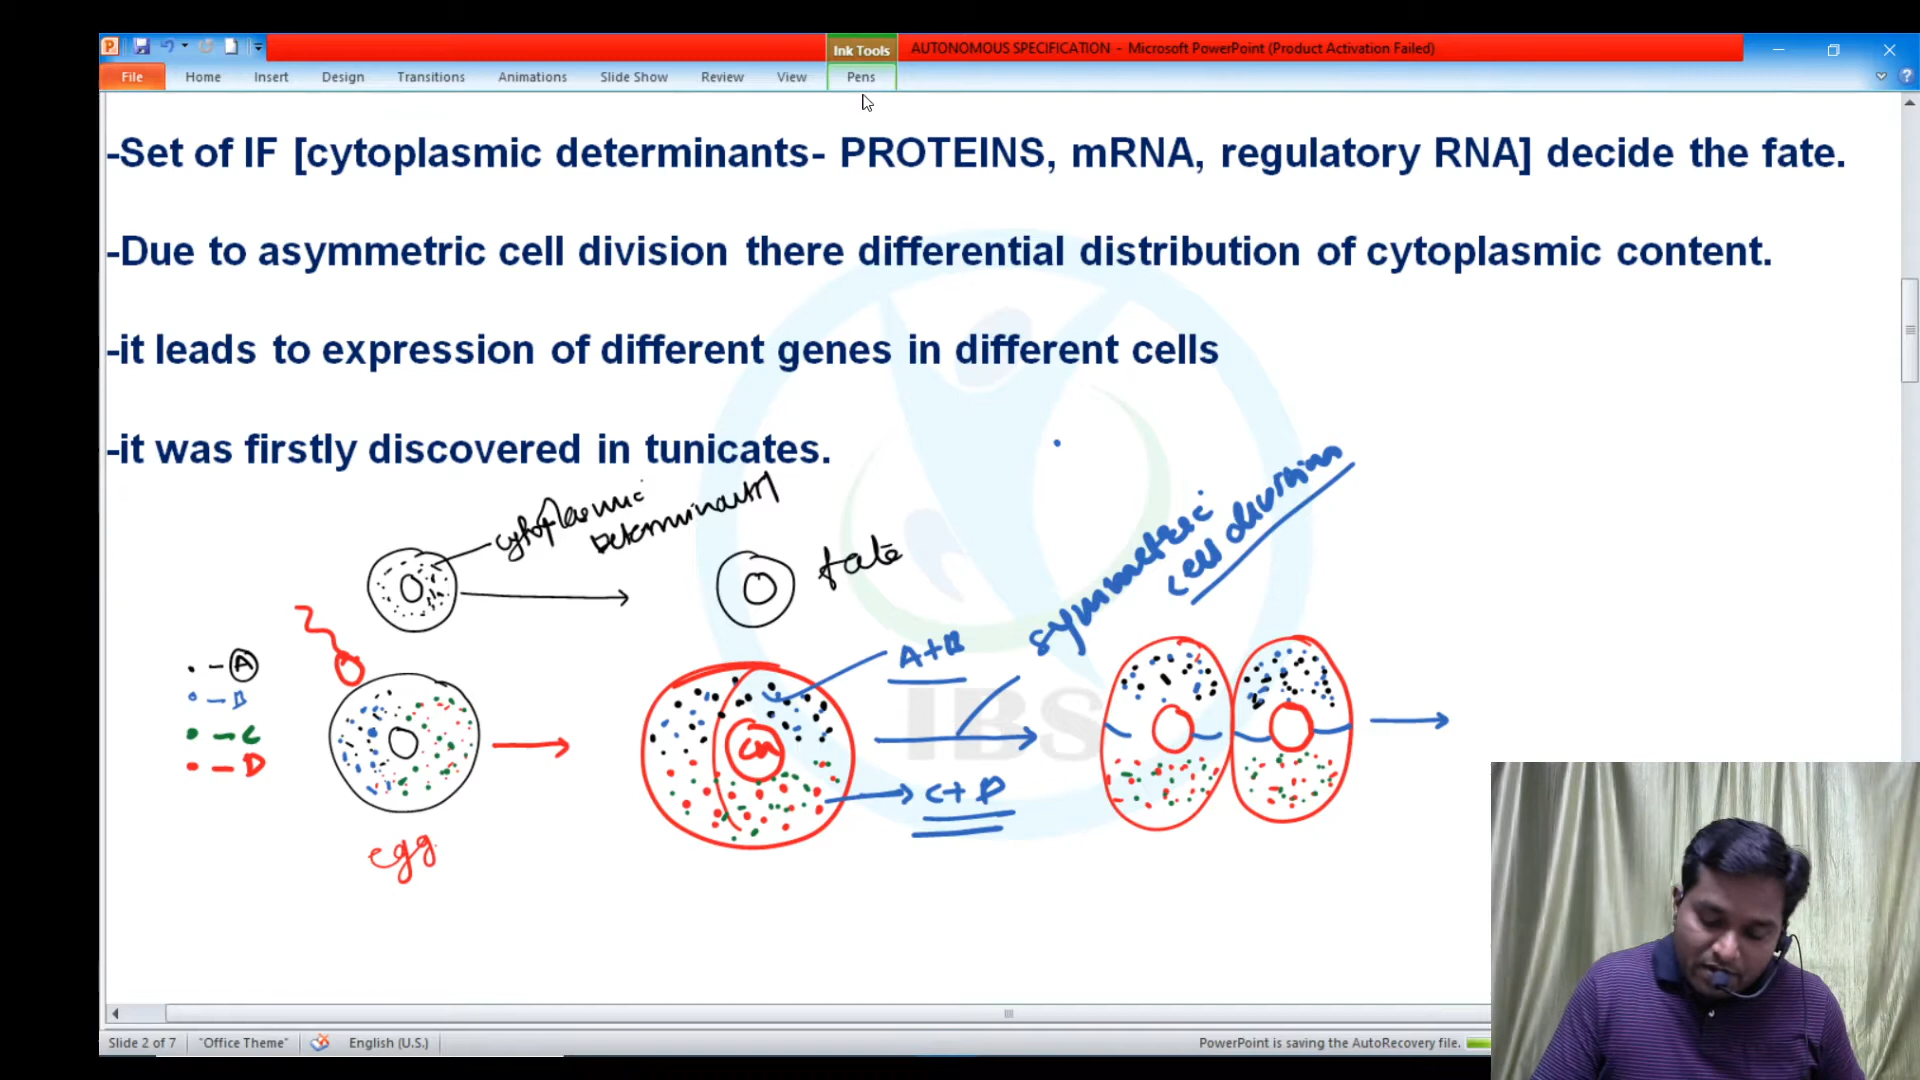 Ink Tools
AUTONOMOUS SPECIFICATION - Microsoft PowerPoint (Product Activation Failed)
File Home Insert Design Transitions Animations Slide Show Review View Pens
-Set of IF [cytoplasmic determinants- PROTEINS, mRNA, regulatory RNA] decide the fate.
-Due to asymmetric cell division there differential distribution of cytoplasmic content.
-it leads to expression of different genes in different cells
-it was firstly discovered in tunicates.
cytoplasmic
Determinants
fate
symmetric
cell division
A+B
- A
- B
- C
- D
C+D
egg
IBS
Slide 2 of 7 "Office Theme" English (U.S.) PowerPoint is saving the AutoRecovery file.